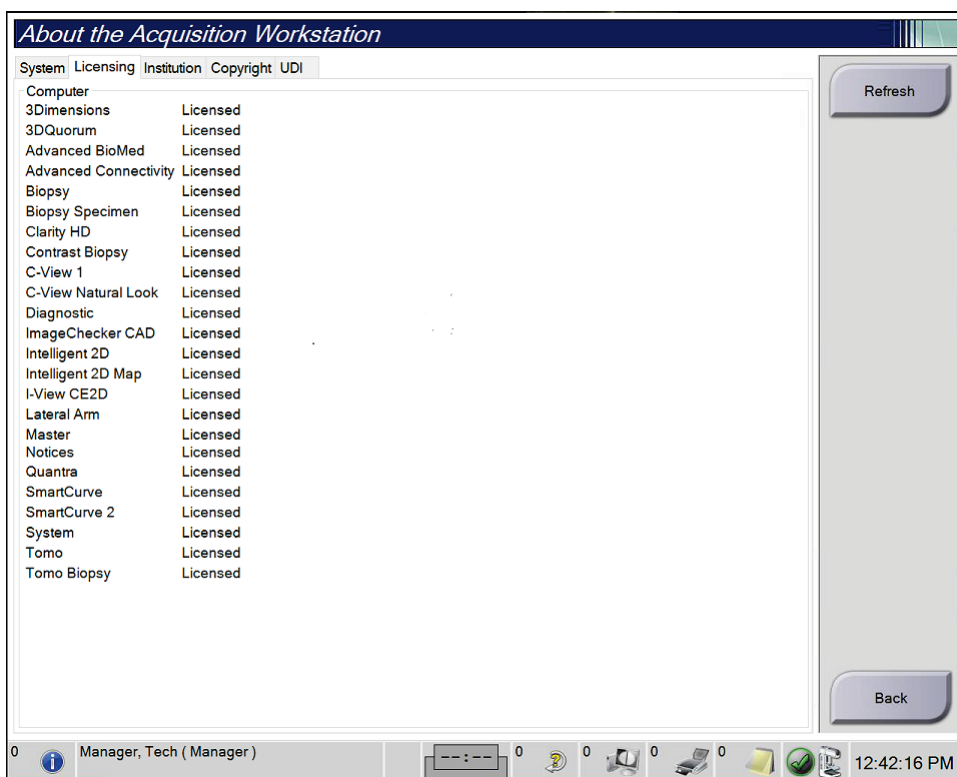 About the Acquisition Workstation
System Licensing Institution Copyright UDI
Refresh
Computer
3Dimensions Licensed
3DQuorum Licensed
Advanced BioMed Licensed
Advanced Connectivity Licensed
Biopsy Licensed
Biopsy Specimen Licensed
Clarity HD Licensed
Contrast Biopsy Licensed
C-View 1 Licensed
C-View Natural Look Licensed
Diagnostic Licensed
ImageChecker CAD Licensed
Intelligent 2D Licensed
Intelligent 2D Map Licensed
I-View CE2D Licensed
Lateral Arm Licensed
Master Licensed
Notices Licensed
Quantra Licensed
SmartCurve Licensed
SmartCurve 2 Licensed
System Licensed
Tomo Licensed
Tomo Biopsy Licensed
Back
0 Manager, Tech ( Manager ) --:-- 0 0 0 0 12:42:16 PM